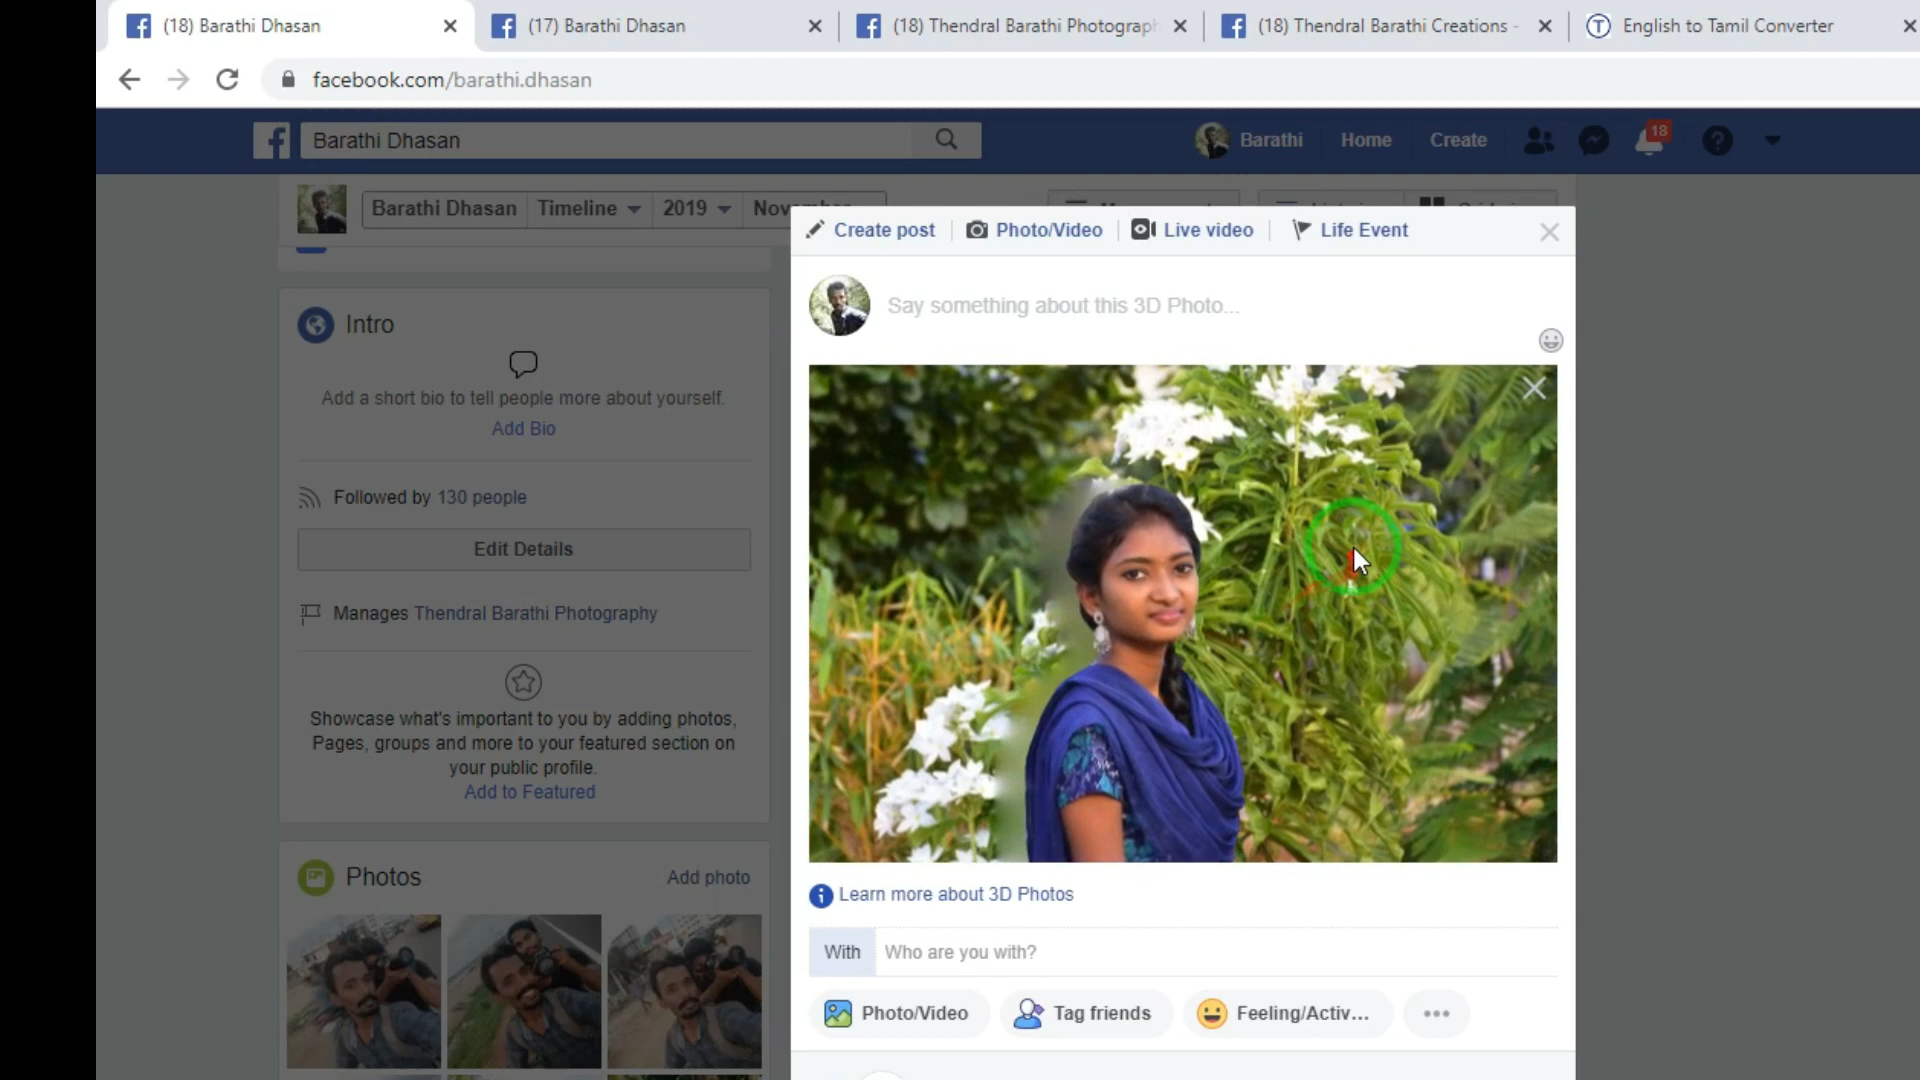 (18) Barathi Dhasan
(17) Barathi Dhasan
(18) Thendral Barathi Photograph
(18) Thendral Barathi Creations -
English to Tamil Converter
facebook.com/barathi.dhasan
Barathi Dhasan
Barathi
Home
Create
18
Barathi Dhasan
Timeline
2019
Create post
Photo/Video
Live video
Life Event
Say something about this 3D Photo...
Intro
Add a short bio to tell people more about yourself.
Add Bio
Followed by 130 people
Edit Details
Manages Thendral Barathi Photography
Showcase what's important to you by adding photos,
Pages, groups and more to your featured section on
your public profile.
Add to Featured
Photos
Add photo
Learn more about 3D Photos
With
Who are you with?
Photo/Video
Tag friends
Feeling/Activ...